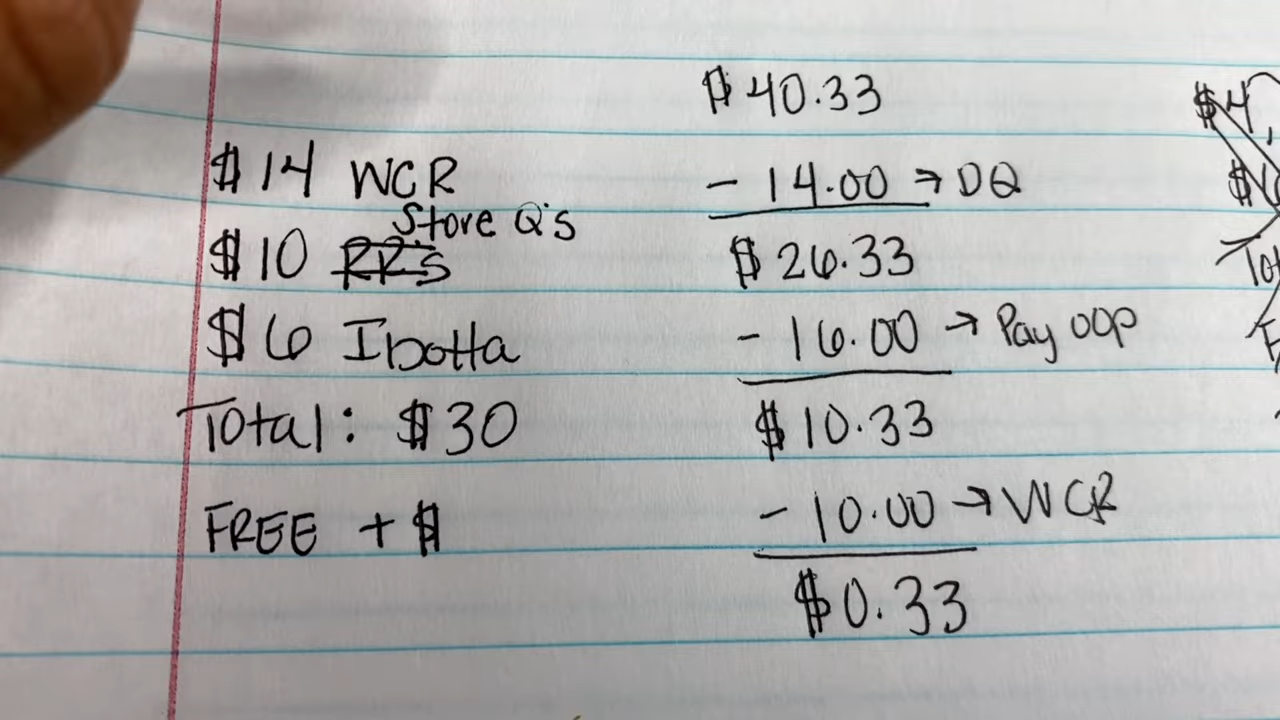 $14 WCR
Store Q's
$10 RR's
$6 Ibotta
Total: $30
FREE + $
$40.33
- 14.00 → DQ
$26.33
- 16.00 → Pay OOP
$10.33
- 10.00 → WCR
$0.33
$4